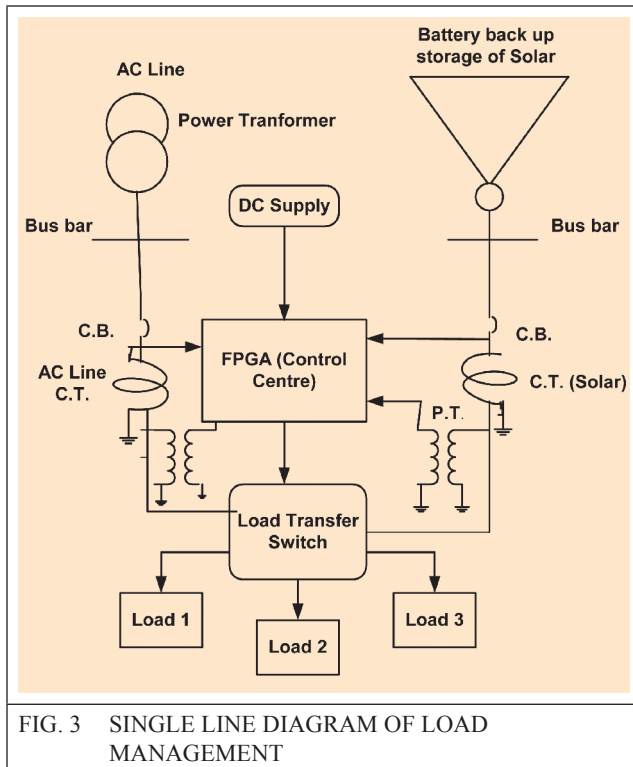 Battery back up
storage of Solar
AC Line
Power Tranformer
DC Supply
Bus bar
Bus bar
C.B.
C.B.
FPGA (Control
Centre)
AC Line
C.T.
C.T. (Solar)
P.T.
Load Transfer
Switch
Load 1
Load 2
Load 3
FIG. 3 SINGLE LINE DIAGRAM OF LOAD
MANAGEMENT